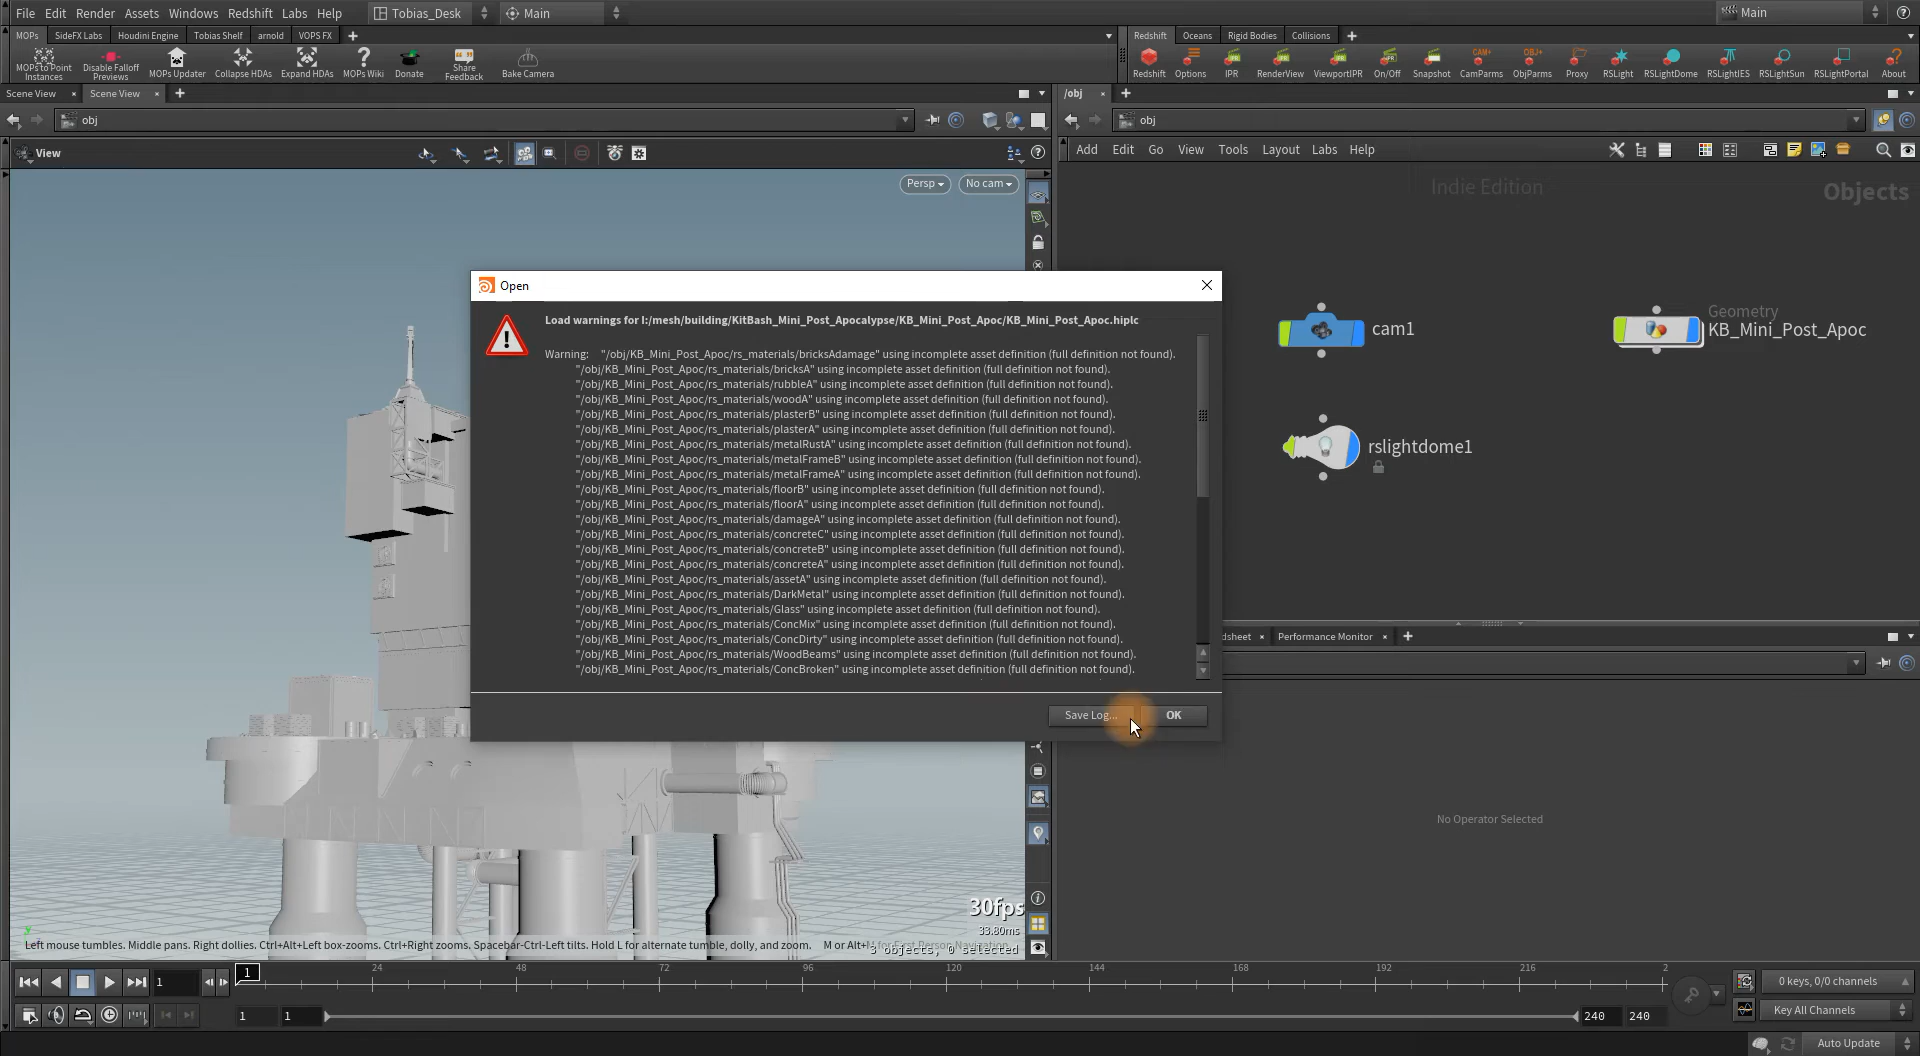 File Edit Render Assets Windows Redshift Labs Help Tobias_Desk Main Main
MOPs SideFX Labs Houdini Engine Tobias Shelf arnold VOPS FX
Redshift Oceans Rigid Bodies Collisions
MOPs to Point Instances
Disable Falloff Previews
MOPs Updater
Collapse HDAs
Expand HDAs
MOPs Wiki
Donate
Share Feedback
Bake Camera
Redshift
Options
IPR
RenderView
ViewportIPR
On/Off
Snapshot
CAM+
CamParms
OBJ+
ObjParms
Proxy
RSLight
RSLightDome
RSLightIES
RSLightSun
RSLightPortal
About
Scene View × Scene View ×
/obj ×
obj
obj
View
Add Edit Go View Tools Layout Labs Help
Persp No cam
Indie Edition
Objects
Open
Load warnings for I:/mesh/building/KitBash_Mini_Post_Apocalypse/KB_Mini_Post_Apoc/KB_Mini_Post_Apoc.hiplc
Warning: "/obj/KB_Mini_Post_Apoc/rs_materials/bricksAdamage" using incomplete asset definition (full definition not found).
"/obj/KB_Mini_Post_Apoc/rs_materials/bricksA" using incomplete asset definition (full definition not found).
"/obj/KB_Mini_Post_Apoc/rs_materials/rubbleA" using incomplete asset definition (full definition not found).
"/obj/KB_Mini_Post_Apoc/rs_materials/woodA" using incomplete asset definition (full definition not found).
"/obj/KB_Mini_Post_Apoc/rs_materials/plasterB" using incomplete asset definition (full definition not found).
"/obj/KB_Mini_Post_Apoc/rs_materials/plasterA" using incomplete asset definition (full definition not found).
"/obj/KB_Mini_Post_Apoc/rs_materials/metalRustA" using incomplete asset definition (full definition not found).
"/obj/KB_Mini_Post_Apoc/rs_materials/metalFrameB" using incomplete asset definition (full definition not found).
"/obj/KB_Mini_Post_Apoc/rs_materials/metalFrameA" using incomplete asset definition (full definition not found).
"/obj/KB_Mini_Post_Apoc/rs_materials/floorB" using incomplete asset definition (full definition not found).
"/obj/KB_Mini_Post_Apoc/rs_materials/floorA" using incomplete asset definition (full definition not found).
"/obj/KB_Mini_Post_Apoc/rs_materials/damageA" using incomplete asset definition (full definition not found).
"/obj/KB_Mini_Post_Apoc/rs_materials/concreteC" using incomplete asset definition (full definition not found).
"/obj/KB_Mini_Post_Apoc/rs_materials/concreteB" using incomplete asset definition (full definition not found).
"/obj/KB_Mini_Post_Apoc/rs_materials/concreteA" using incomplete asset definition (full definition not found).
"/obj/KB_Mini_Post_Apoc/rs_materials/assetA" using incomplete asset definition (full definition not found).
"/obj/KB_Mini_Post_Apoc/rs_materials/DarkMetal" using incomplete asset definition (full definition not found).
"/obj/KB_Mini_Post_Apoc/rs_materials/Glass" using incomplete asset definition (full definition not found).
"/obj/KB_Mini_Post_Apoc/rs_materials/ConcMix" using incomplete asset definition (full definition not found).
"/obj/KB_Mini_Post_Apoc/rs_materials/ConcDirty" using incomplete asset definition (full definition not found).
"/obj/KB_Mini_Post_Apoc/rs_materials/WoodBeams" using incomplete asset definition (full definition not found).
"/obj/KB_Mini_Post_Apoc/rs_materials/ConcBroken" using incomplete asset definition (full definition not found).
Save Log... OK
cam1
Geometry
KB_Mini_Post_Apoc
rslightdome1
dsheet × Performance Monitor ×
No Operator Selected
30fps
33.80ms
3 objects, 0 selected
y
Left mouse tumbles. Middle pans. Right dollies. Ctrl+Alt+Left box-zooms. Ctrl+Right zooms. Spacebar-Ctrl-Left tilts. Hold L for alternate tumble, dolly, and zoom. M or Alt+M for First Person Navigation.
1 1 24 48 72 96 120 144 168 192 216 2
0 keys, 0/0 channels
1 1 240 240
Key All Channels
Auto Update